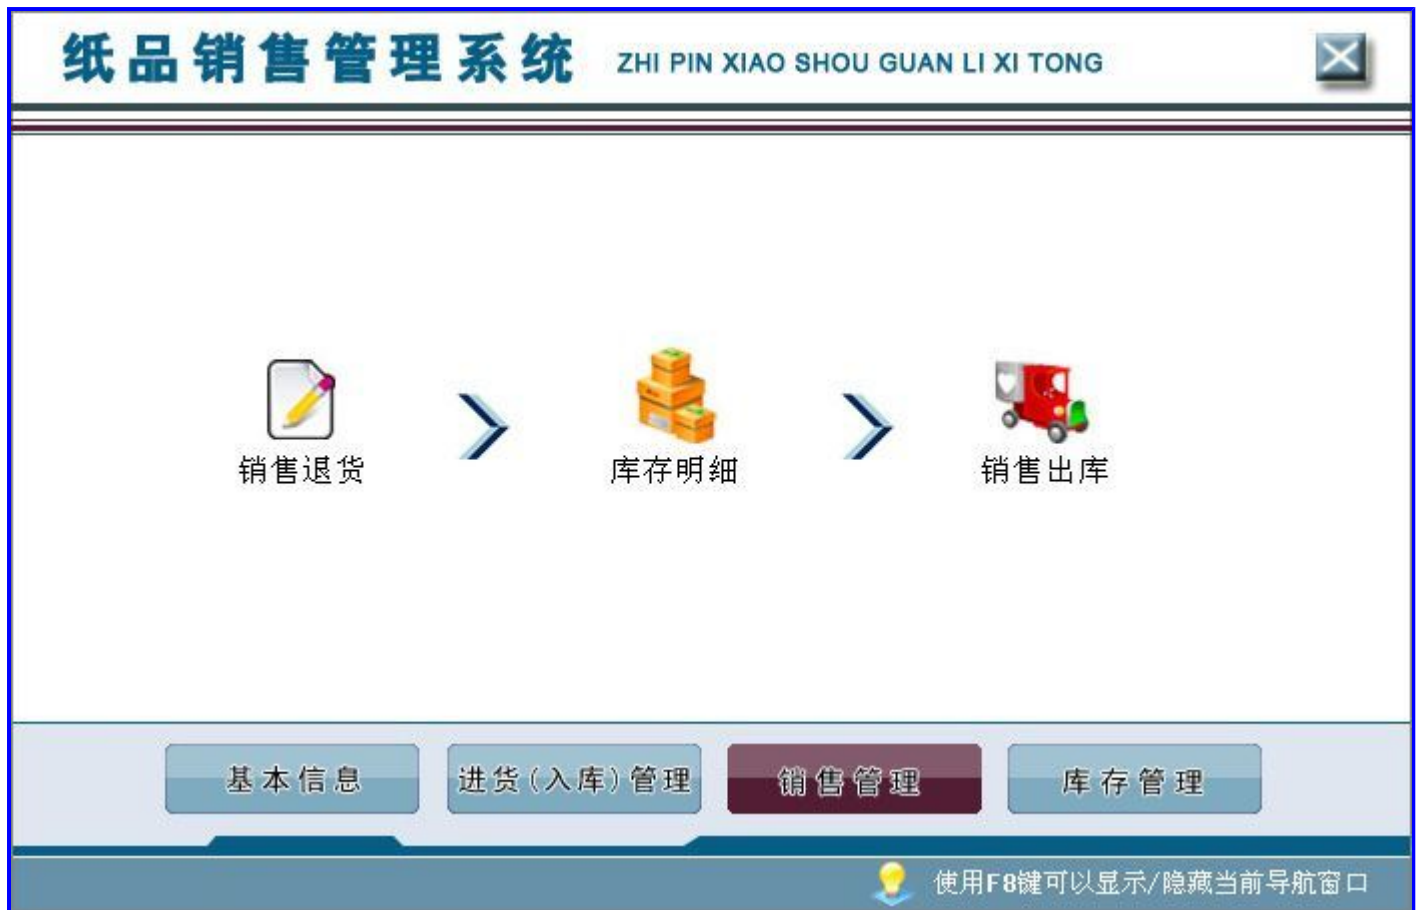 纸品销售管理系统 ZHI PIN XIAO SHOU GUAN LI XI TONG
销售退货 库存明细 销售出库
基本信息 进货(入库)管理 销售管理 库存管理
使用F8键可以显示/隐藏当前导航窗口